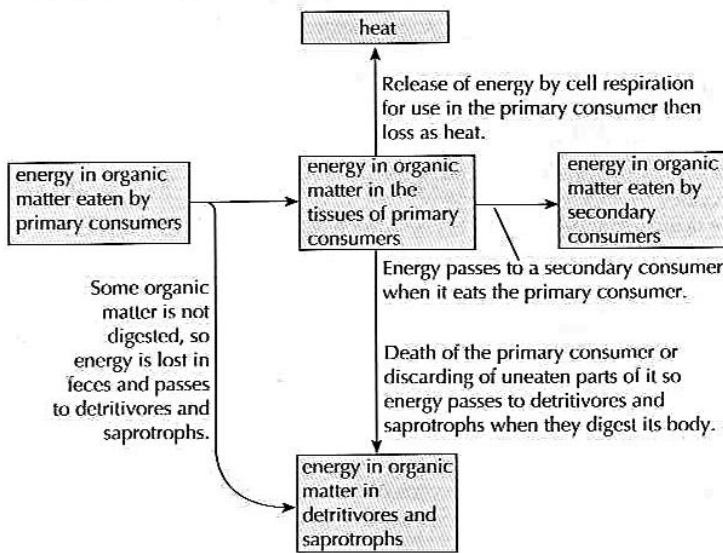 heat
Release of energy by cell respiration
for use in the primary consumer then
loss as heat.
energy in organic
matter eaten by
primary consumers
energy in organic
matter in the
tissues of primary
consumers
energy in organic
matter eaten by
secondary
consumers
Energy passes to a secondary consumer
when it eats the primary consumer.
Some organic
matter is not
digested, so
energy is lost in
feces and passes
to detritivores and
saprotrophs.
Death of the primary consumer or
discarding of uneaten parts of it so
energy passes to detritivores and
saprotrophs when they digest its body.
energy in organic
matter in
detritivores and
saprotrophs